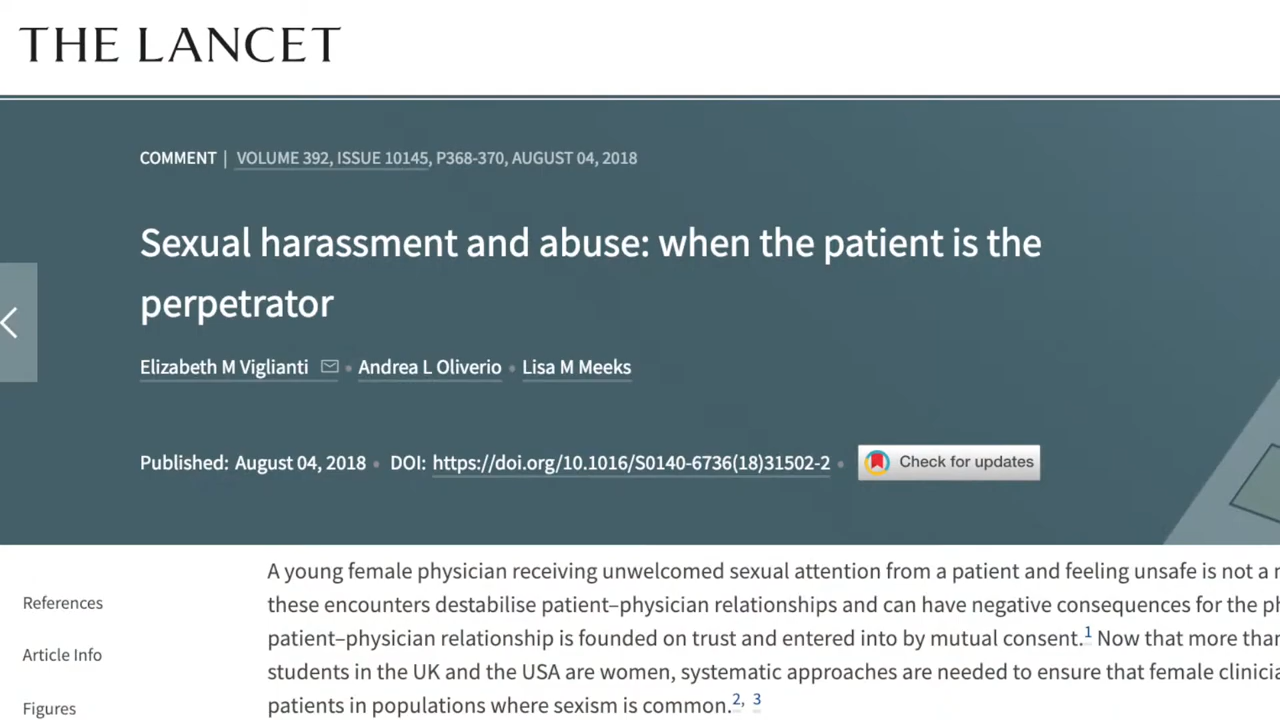 THE LANCET
COMMENT | VOLUME 392, ISSUE 10145, P368-370, AUGUST 04, 2018
Sexual harassment and abuse: when the patient is the
perpetrator
Elizabeth M Viglianti • Andrea L Oliverio • Lisa M Meeks
Published: August 04, 2018 • DOI: https://doi.org/10.1016/S0140-6736(18)31502-2 • Check for updates
A young female physician receiving unwelcomed sexual attention from a patient and feeling unsafe is not a
References
these encounters destabilise patient–physician relationships and can have negative consequences for the
patient–physician relationship is founded on trust and entered into by mutual consent.1 Now that more than
Article Info
students in the UK and the USA are women, systematic approaches are needed to ensure that female
patients in populations where sexism is common.2, 3
Figures